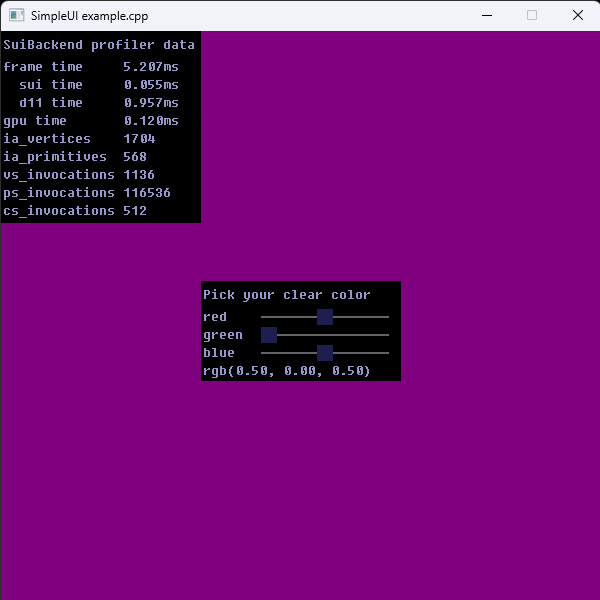 SimpleUI example.cpp
SuiBackend profiler data
frame time 5.207ms
sui time 0.055ms
d11 time 0.957ms
gpu time 0.120ms
ia_vertices 1704
ia_primitives 568
vs_invocations 1136
ps_invocations 116536
cs_invocations 512
Pick your clear color
red
green
blue
rgb(0.50, 0.00, 0.50)